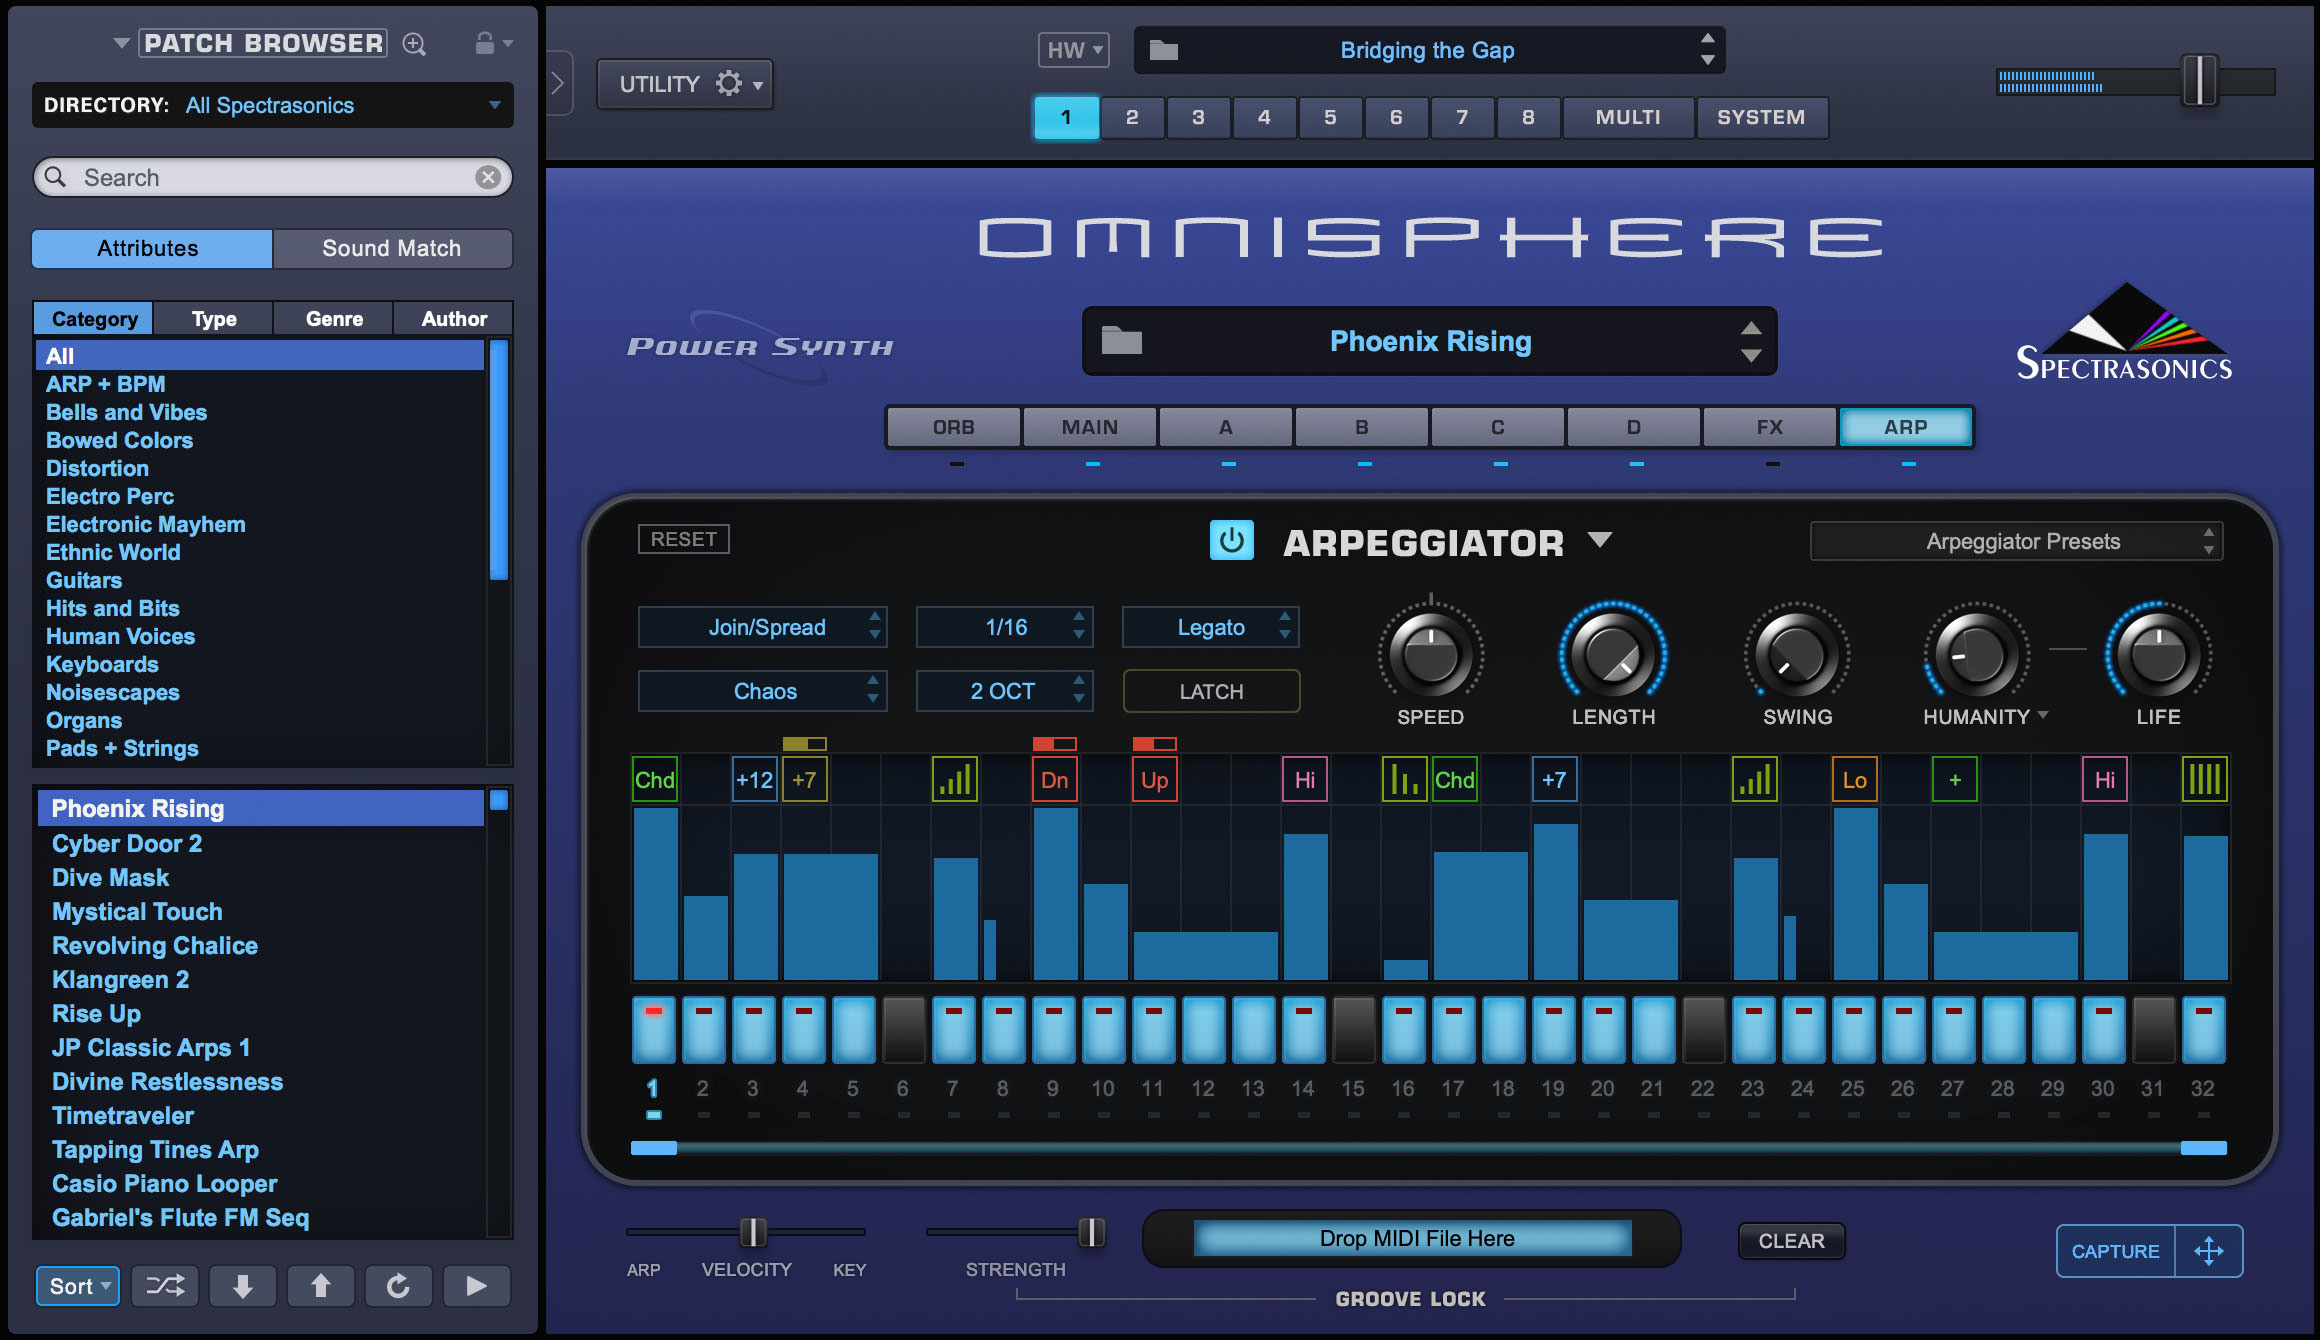 PATCH BROWSER
DIRECTORY: All Spectrasonics
Search
Attributes Sound Match
Category Type Genre Author
All
ARP + BPM
Bells and Vibes
Bowed Colors
Distortion
Electro Perc
Electronic Mayhem
Ethnic World
Guitars
Hits and Bits
Human Voices
Keyboards
Noisescapes
Organs
Pads + Strings
Phoenix Rising
Cyber Door 2
Dive Mask
Mystical Touch
Revolving Chalice
Klangreen 2
Rise Up
JP Classic Arps 1
Divine Restlessness
Timetraveler
Tapping Tines Arp
Casio Piano Looper
Gabriel's Flute FM Seq
Sort
UTILITY
HW Bridging the Gap
1 2 3 4 5 6 7 8 MULTI SYSTEM
OMNISPHERE
POWER SYNTH
Phoenix Rising
SPECTRASONICS
ORB MAIN A B C D FX ARP
RESET
ARPEGGIATOR
Arpeggiator Presets
Join/Spread 1/16 Legato
Chaos 2 OCT LATCH
SPEED LENGTH SWING HUMANITY LIFE
Chd +12 +7 Dn Up Hi Chd +7 Lo + Hi
1 2 3 4 5 6 7 8 9 10 11 12 13 14 15 16 17 18 19 20 21 22 23 24 25 26 27 28 29 30 31 32
ARP VELOCITY KEY
STRENGTH
Drop MIDI File Here
CLEAR
GROOVE LOCK
CAPTURE